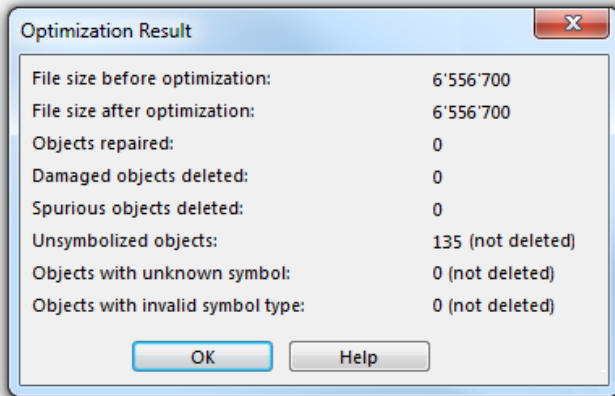 Optimization Result
File size before optimization: 6'556'700
File size after optimization: 6'556'700
Objects repaired: 0
Damaged objects deleted: 0
Spurious objects deleted: 0
Unsymbolized objects: 135 (not deleted)
Objects with unknown symbol: 0 (not deleted)
Objects with invalid symbol type: 0 (not deleted)
OK Help